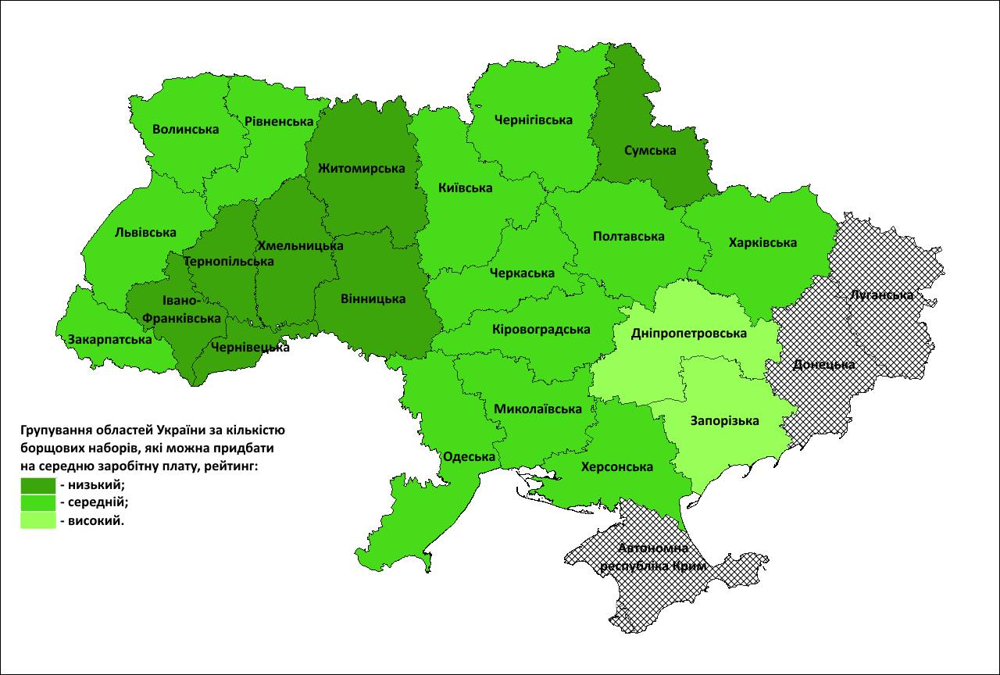 Чернігівська
Сумська
Рівненська
Волинська
Житомирська
Київська
Львівська
Полтавська
Харківська
Хмельницька
Тернопільська
Черкаська
Луганська
Івано-
Франківська
Вінницька
Кіровоградська
Дніпропетровська
Закарпатська
Чернівецька
Донецька
Миколаївська
Запорізька
Одеська
Херсонська
Автономна
республіка Крим
Групування областей України за кількістю
борщових наборів, які можна придбати
на середню заробітну плату, рейтинг:
- низький;
- середній;
- високий.